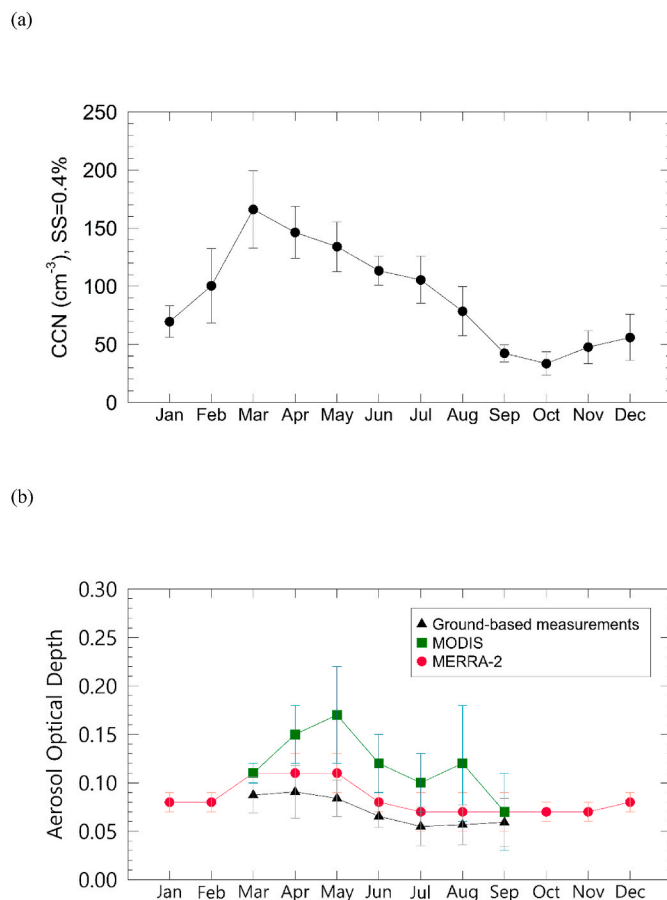 (a)
250
200
150
100
50
0
CCN (cm⁻³), SS=0.4%
Jan Feb Mar Apr May Jun Jul Aug Sep Oct Nov Dec
(b)
0.30
0.25
0.20
0.15
0.10
0.05
0.00
Aerosol Optical Depth
Ground-based measurements
MODIS
MERRA-2
Jan Feb Mar Apr May Jun Jul Aug Sep Oct Nov Dec